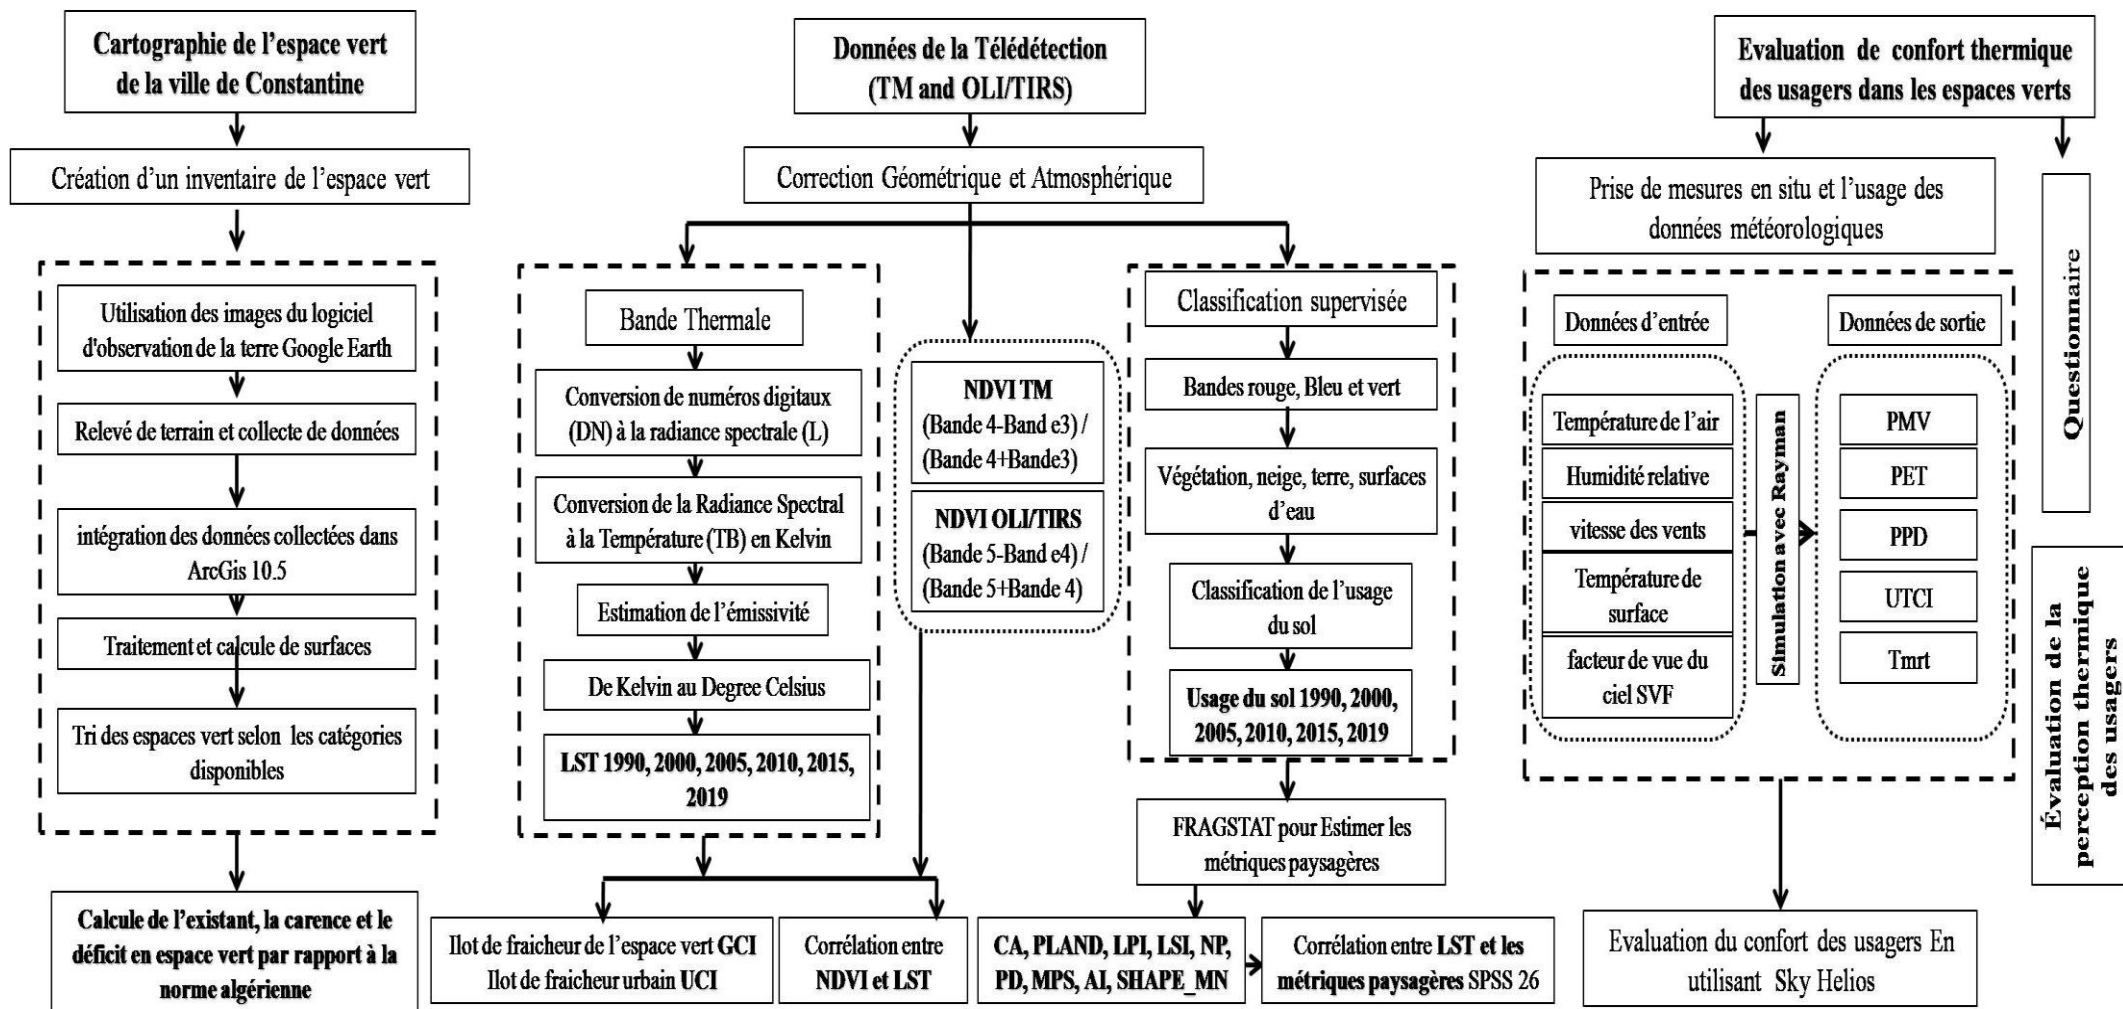 Cartographie de l'espace vert
de la ville de Constantine
Création d'un inventaire de l'espace vert
Utilisation des images du logiciel
d'observation de la terre Google Earth
Relevé de terrain et collecte de données
intégration des données collectées dans
ArcGis 10.5
Traitement et calcule de surfaces
Tri des espaces vert selon les catégories
disponibles
Calcule de l'existant, la carence et le
déficit en espace vert par rapport à la
norme algérienne
Données de la Télédétection
(TM and OLI/TIRS)
Correction Géométrique et Atmosphérique
Bande Thermale
Conversion de numéros digitaux
(DN) à la radiance spectrale (L)
Conversion de la Radiance Spectral
à la Température (TB) en Kelvin
Estimation de l'émissivité
De Kelvin au Degree Celsius
LST 1990, 2000, 2005, 2010, 2015,
2019
NDVI TM
(Bande 4-Band e3) /
(Bande 4+Bande3)
NDVI OLI/TIRS
(Bande 5-Band e4) /
(Bande 5+Bande 4)
Classification supervisée
Bandes rouge, Bleu et vert
Végétation, neige, terre, surfaces
d'eau
Classification de l'usage
du sol
Usage du sol 1990, 2000,
2005, 2010, 2015, 2019
FRAGSTAT pour Estimer les
métriques paysagères
Ilot de fraicheur de l'espace vert GCI
Ilot de fraicheur urbain UCI
Corrélation entre
NDVI et LST
CA, PLAND, LPI, LSI, NP,
PD, MPS, AI, SHAPE_MN
Corrélation entre LST et les
métriques paysagères SPSS 26
Evaluation de confort thermique
des usagers dans les espaces verts
Prise de mesures en situ et l'usage des
données météorologiques
Données d'entrée
Température de l'air
Humidité relative
vitesse des vents
Température de
surface
facteur de vue du
ciel SVF
Simulation avec Rayman
Données de sortie
PMV
PET
PPD
UTCI
Tmrt
Evaluation du confort des usagers En
utilisant Sky Helios
Questionnaire
Évaluation de la
perception thermique
des usagers